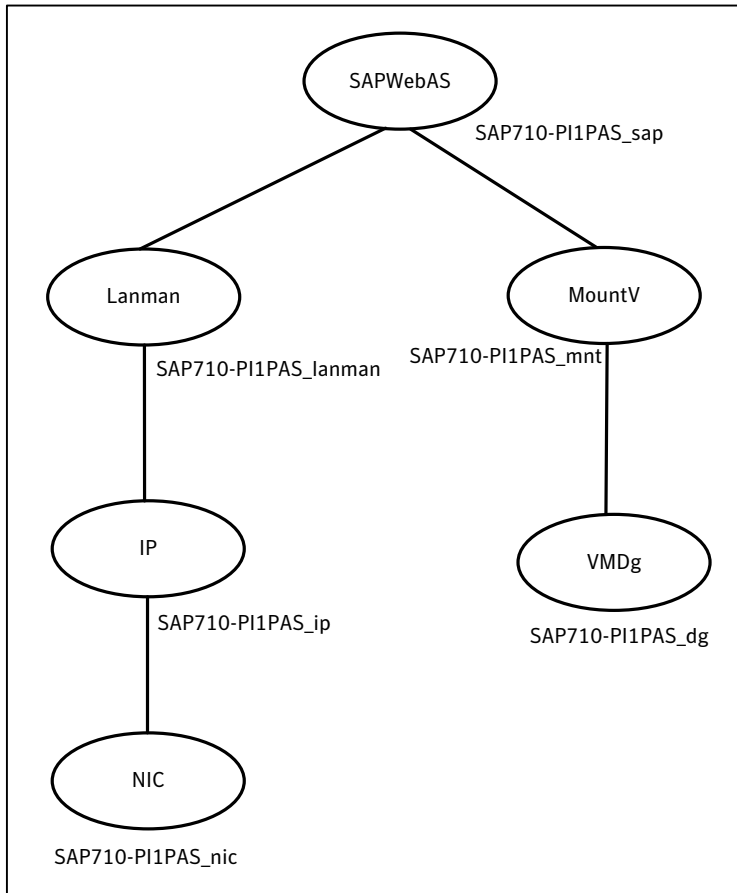 SAPWebAS
SAP710-PI1PAS_sap
Lanman
MountV
SAP710-PI1PAS_lanman
SAP710-PI1PAS_mnt
IP
VMDg
SAP710-PI1PAS_ip
SAP710-PI1PAS_dg
NIC
SAP710-PI1PAS_nic